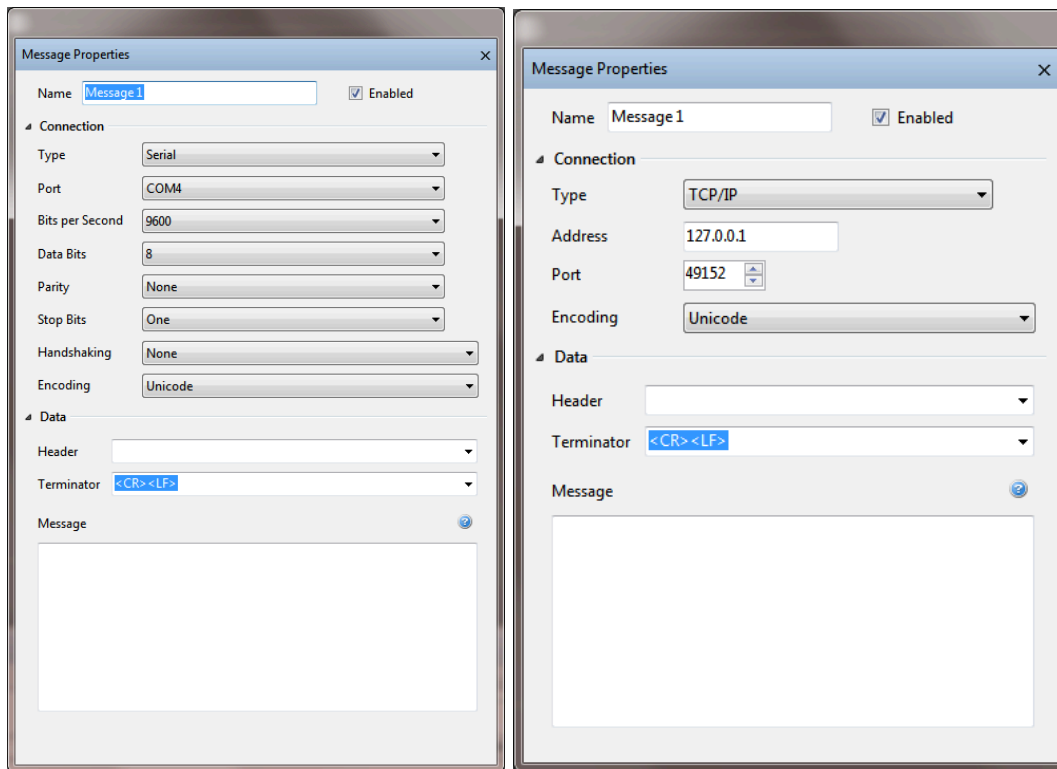 Message Properties
Name Message 1 Enabled
Connection
Type Serial
Port COM4
Bits per Second 9600
Data Bits 8
Parity None
Stop Bits One
Handshaking None
Encoding Unicode
Data
Header
Terminator <CR><LF>
Message
Message Properties
Name Message 1 Enabled
Connection
Type TCP/IP
Address 127.0.0.1
Port 49152
Encoding Unicode
Data
Header
Terminator <CR><LF>
Message